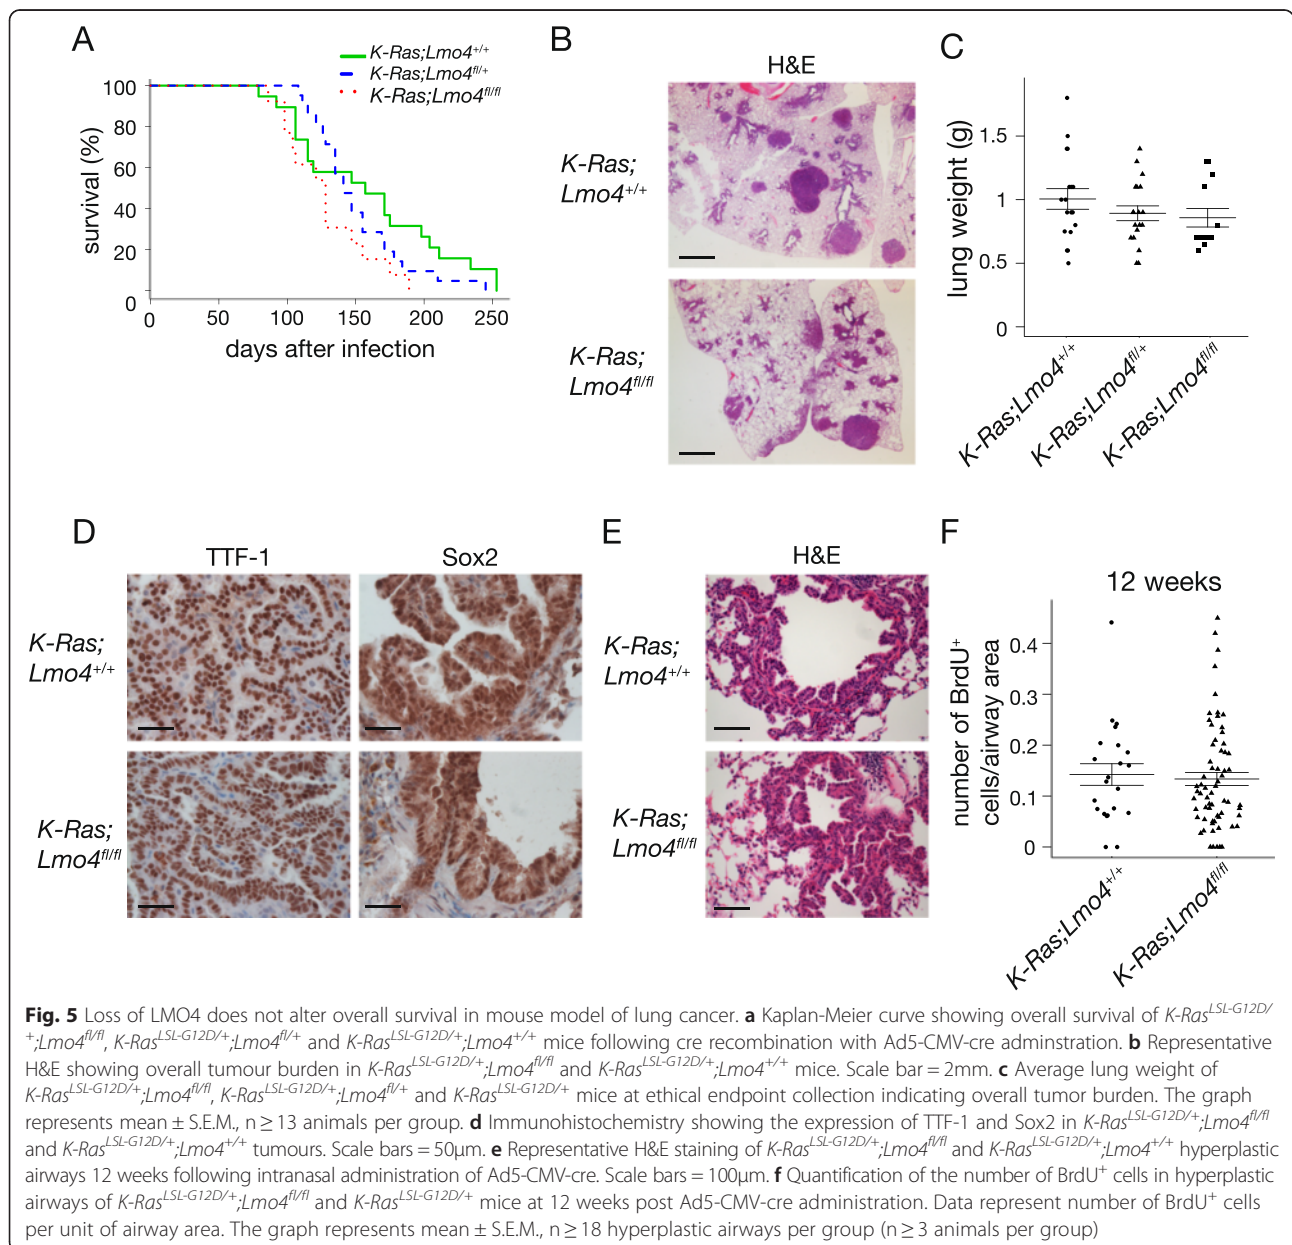 A
K-Ras;Lmo4+/+
K-Ras;Lmo4fl/+
K-Ras;Lmo4fl/fl
survival (%)
100
80
60
40
20
0
0 50 100 150 200 250
days after infection
B
H&E
K-Ras;
Lmo4+/+
K-Ras;
Lmo4fl/fl
C
lung weight (g)
1.5
1
0.5
0
K-Ras;Lmo4+/+
K-Ras;Lmo4fl/+
K-Ras;Lmo4fl/fl
D
TTF-1 Sox2
K-Ras;
Lmo4+/+
K-Ras;
Lmo4fl/fl
E
H&E
K-Ras;
Lmo4+/+
K-Ras;
Lmo4fl/fl
F
12 weeks
number of BrdU+
cells/airway area
0.4
0.3
0.2
0.1
0
K-Ras;Lmo4+/+
K-Ras;Lmo4fl/fl
Fig. 5 Loss of LMO4 does not alter overall survival in mouse model of lung cancer. a Kaplan-Meier curve showing overall survival of K-RasLSL-G12D/
+;Lmo4fl/fl, K-RasLSL-G12D/+;Lmo4fl/+ and K-RasLSL-G12D/+;Lmo4+/+ mice following cre recombination with Ad5-CMV-cre adminstration. b Representative
H&E showing overall tumour burden in K-RasLSL-G12D/+;Lmo4fl/fl and K-RasLSL-G12D/+;Lmo4+/+ mice. Scale bar = 2mm. c Average lung weight of
K-RasLSL-G12D/+;Lmo4fl/fl, K-RasLSL-G12D/+;Lmo4fl/+ and K-RasLSL-G12D/+ mice at ethical endpoint collection indicating overall tumor burden. The graph
represents mean ± S.E.M., n ≥ 13 animals per group. d Immunohistochemistry showing the expression of TTF-1 and Sox2 in K-RasLSL-G12D/+;Lmo4fl/fl
and K-RasLSL-G12D/+;Lmo4+/+ tumours. Scale bars = 50µm. e Representative H&E staining of K-RasLSL-G12D/+;Lmo4fl/fl and K-RasLSL-G12D/+;Lmo4+/+ hyperplastic
airways 12 weeks following intranasal administration of Ad5-CMV-cre. Scale bars = 100µm. f Quantification of the number of BrdU+ cells in hyperplastic
airways of K-RasLSL-G12D/+;Lmo4fl/fl and K-RasLSL-G12D/+ mice at 12 weeks post Ad5-CMV-cre administration. Data represent number of BrdU+ cells
per unit of airway area. The graph represents mean ± S.E.M., n ≥ 18 hyperplastic airways per group (n ≥ 3 animals per group)